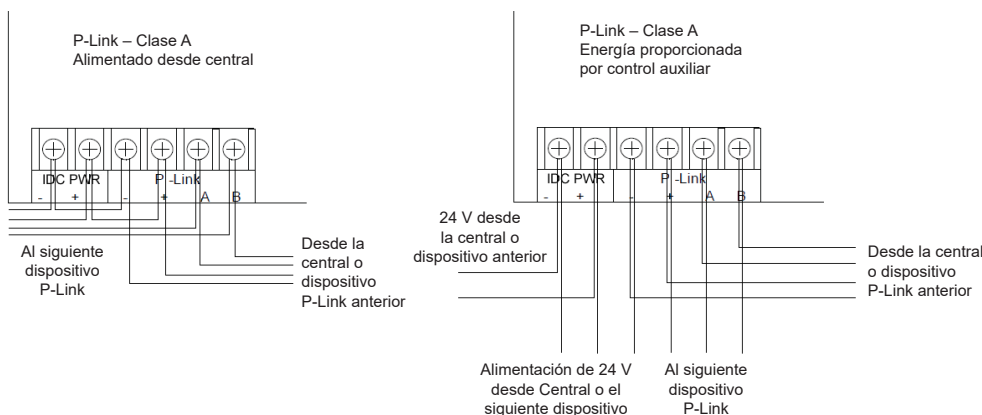 P-Link – Clase A
Alimentado desde central
IDC PWR
P -Link
- + - + A B
Al siguiente
dispositivo
P-Link
Desde la
central o
dispositivo
P-Link anterior
P-Link – Clase A
Energía proporcionada
por control auxiliar
IDC PWR
P -Link
- + - + A B
24 V desde
la central o
dispositivo anterior
Desde la central
o dispositivo
P-Link anterior
Alimentación de 24 V
desde Central o el
siguiente dispositivo
Al siguiente
dispositivo
P-Link